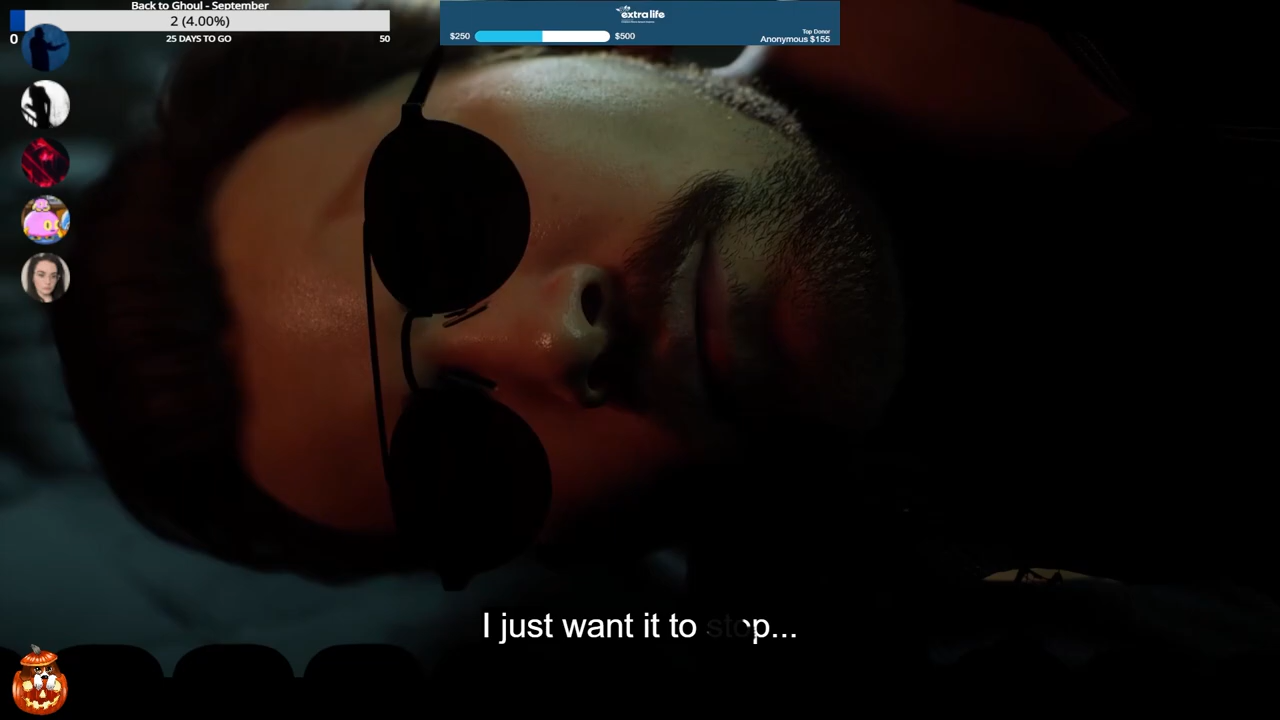 Back to Ghoul - September
2 (4.00%)
0
25 DAYS TO GO
50
extra life
$250
$500
Top Donor
Anonymous $155
I just want it to stop...